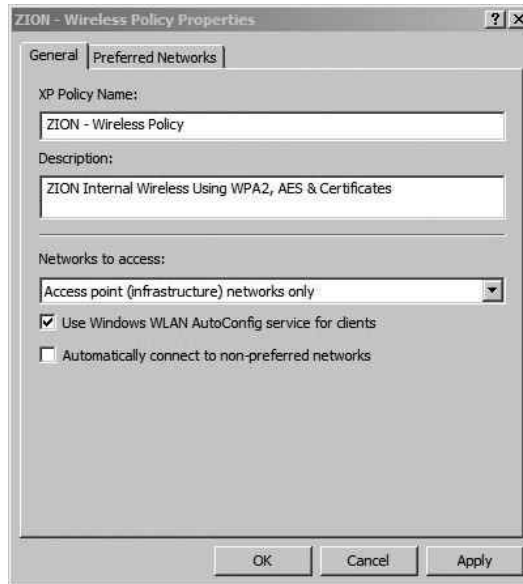 ZION - Wireless Policy Properties
General Preferred Networks
XP Policy Name:
ZION - Wireless Policy
Description:
ZION Internal Wireless Using WPA2, AES & Certificates
Networks to access:
Access point (infrastructure) networks only
Use Windows WLAN AutoConfig service for clients
Automatically connect to non-preferred networks
OK Cancel Apply